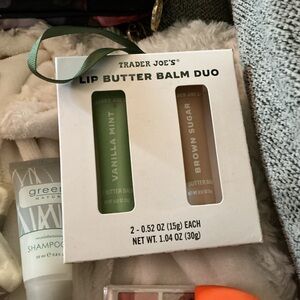 TRADER JOE'S®
LIP BUTTER BALM DUO
VANILLA MINT
BROWN SUGAR
2 - 0.52 OZ (15g) EACH
NET WT. 1.04 OZ (30g)
green
NATURA
SHAMPOO